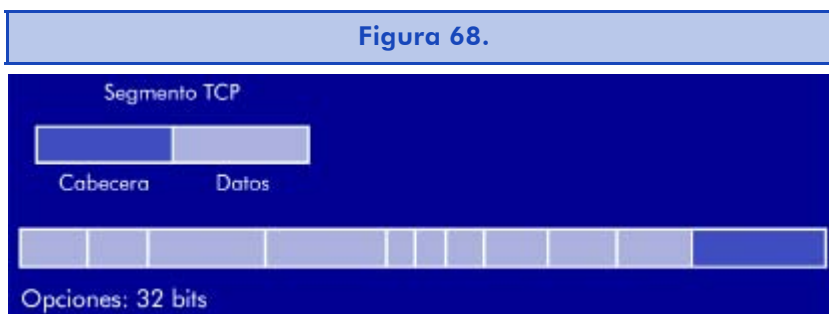 Figura 68.
Segmento TCP
Cabecera Datos
Opciones: 32 bits